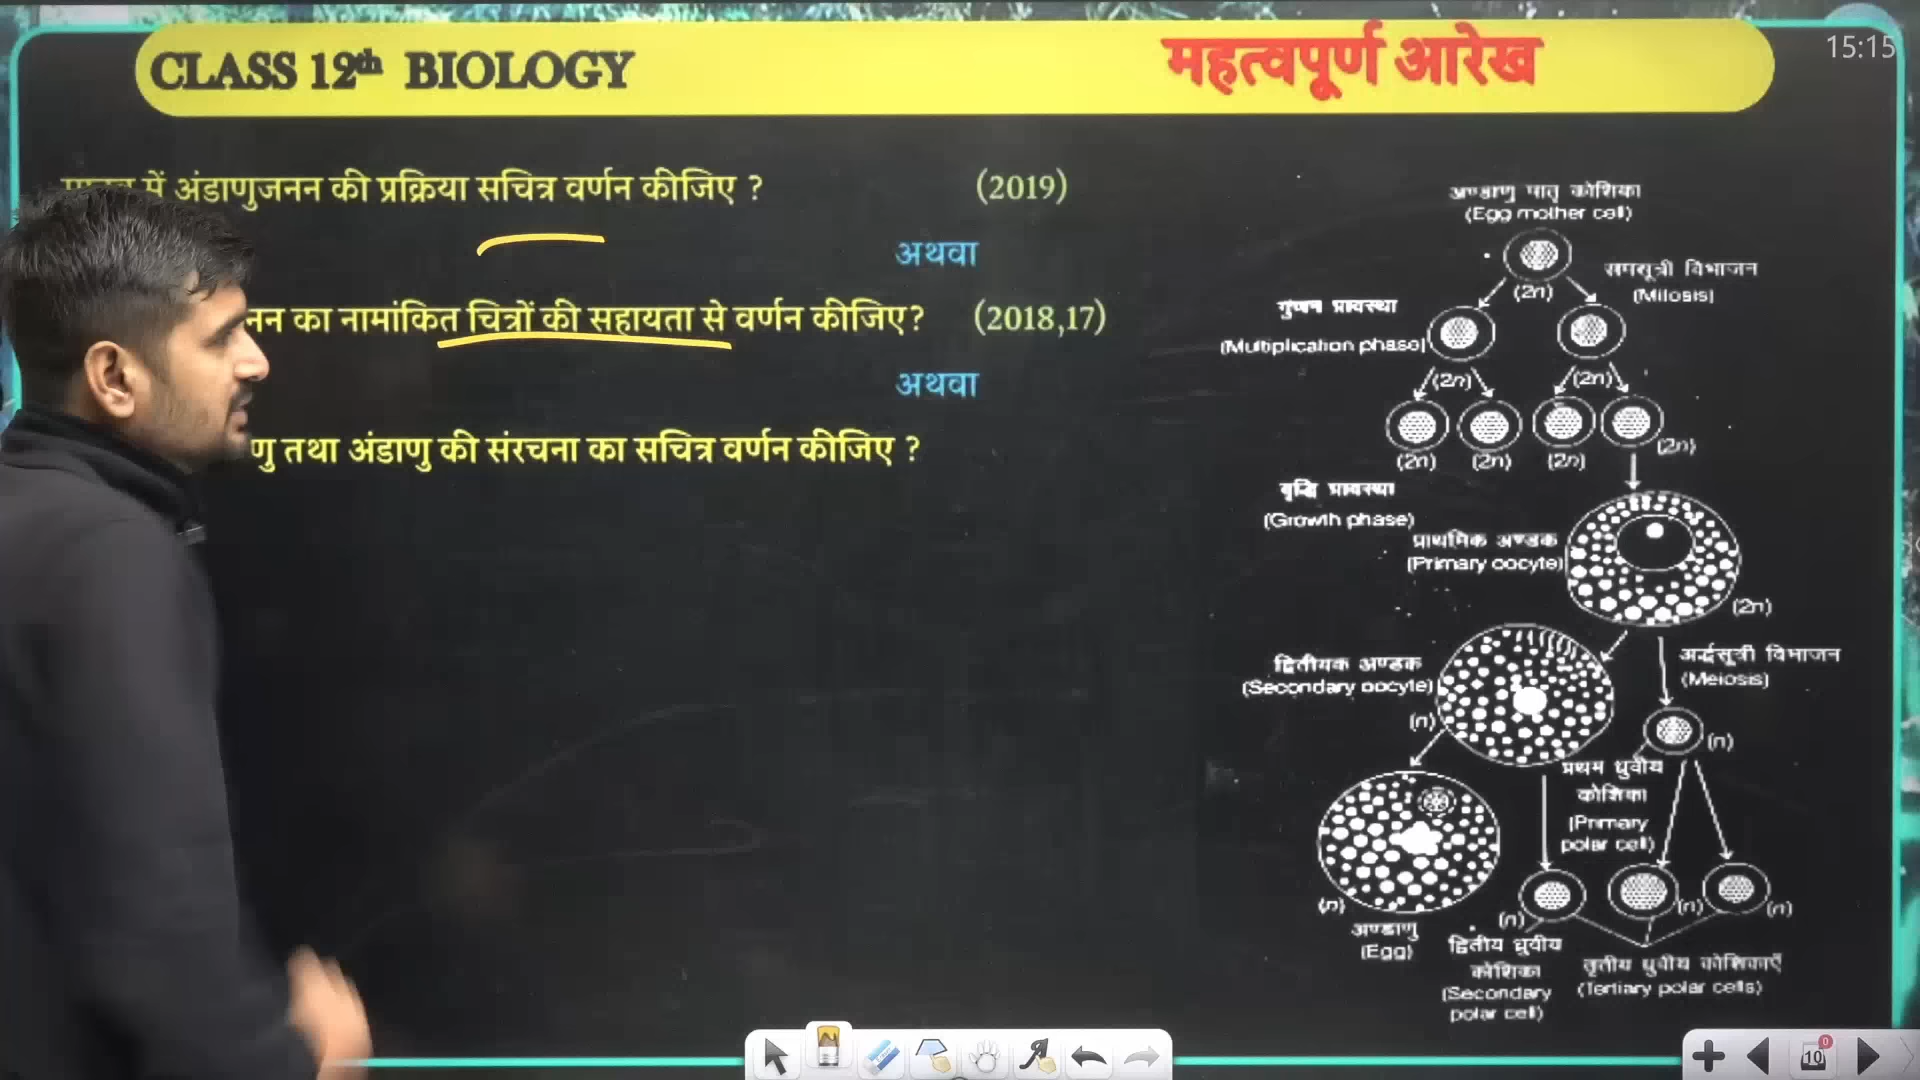 CLASS 12th BIOLOGY
महत्वपूर्ण आरेख
15:15
में अंडाणुजनन की प्रक्रिया सचित्र वर्णन कीजिए ? (2019)
अथवा
नन का नामांकित चित्रों की सहायता से वर्णन कीजिए? (2018,17)
अथवा
णु तथा अंडाणु की संरचना का सचित्र वर्णन कीजिए ?
अण्डाणु मातृ कोशिका
(Egg mother cell)
समसूत्री विभाजन
(Mitosis)
(2n)
गुणन प्रावस्था
(Multiplication phase)
(2n)
(2n)
(2n)
(2n)
(2n)
(2n)
वृद्धि प्रावस्था
(Growth phase)
प्राथमिक अण्डक
(Primary oocyte)
(2n)
अर्द्धसूत्री विभाजन
(Meiosis)
द्वितीयक अण्डक
(Secondary oocyte)
(n)
(n)
प्रथम ध्रुवीय
कोशिका
(Primary
polar cell)
(n)
अण्डाणु
(Egg)
(n)
(n)
(n)
द्वितीय ध्रुवीय
कोशिका
(Secondary
polar cell)
तृतीय ध्रुवीय कोशिकाएँ
(Tertiary polar cells)
10
0